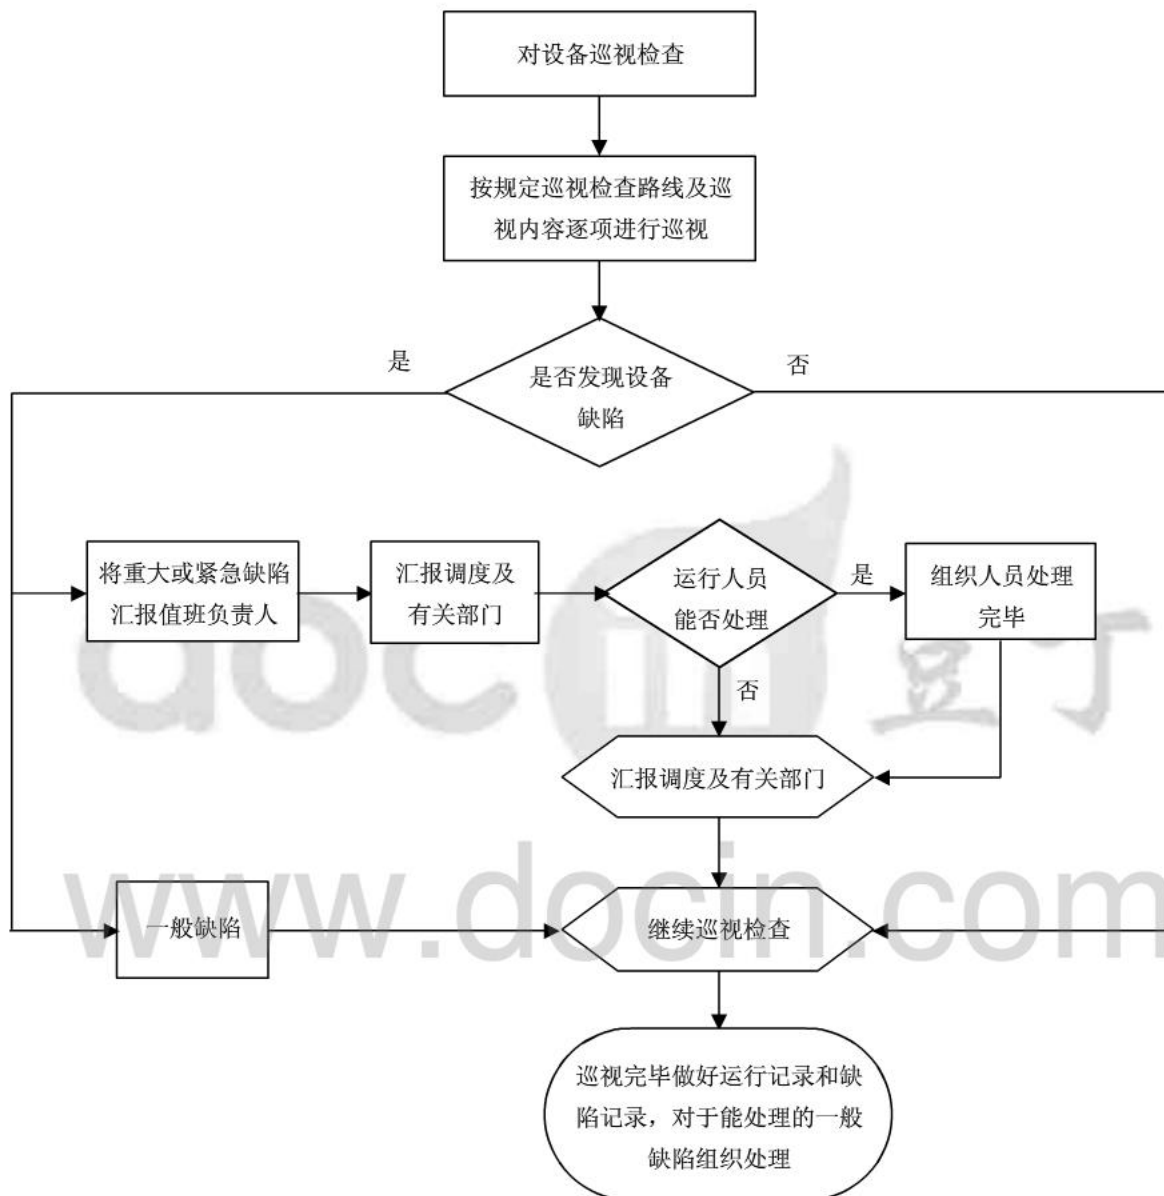 对设备巡视检查
按规定巡视检查路线及巡
视内容逐项进行巡视
是
否
是否发现设备
缺陷
将重大或紧急缺陷
汇报值班负责人
汇报调度及
有关部门
运行人员
能否处理
是
组织人员处理
完毕
否
汇报调度及有关部门
一般缺陷
继续巡视检查
巡视完毕做好运行记录和缺
陷记录，对于能处理的一般
缺陷组织处理
docin 豆丁
www.docin.com